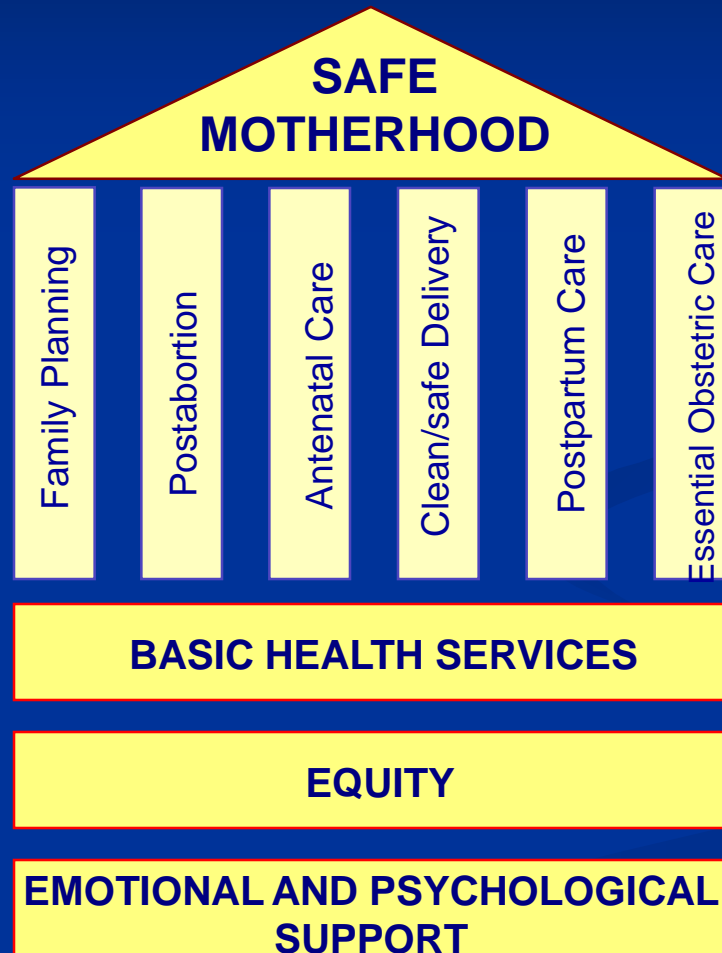 SAFE
MOTHERHOOD
Family Planning
Postabortion
Antenatal Care
Clean/safe Delivery
Postpartum Care
Essential Obstetric Care
BASIC HEALTH SERVICES
EQUITY
EMOTIONAL AND PSYCHOLOGICAL
SUPPORT